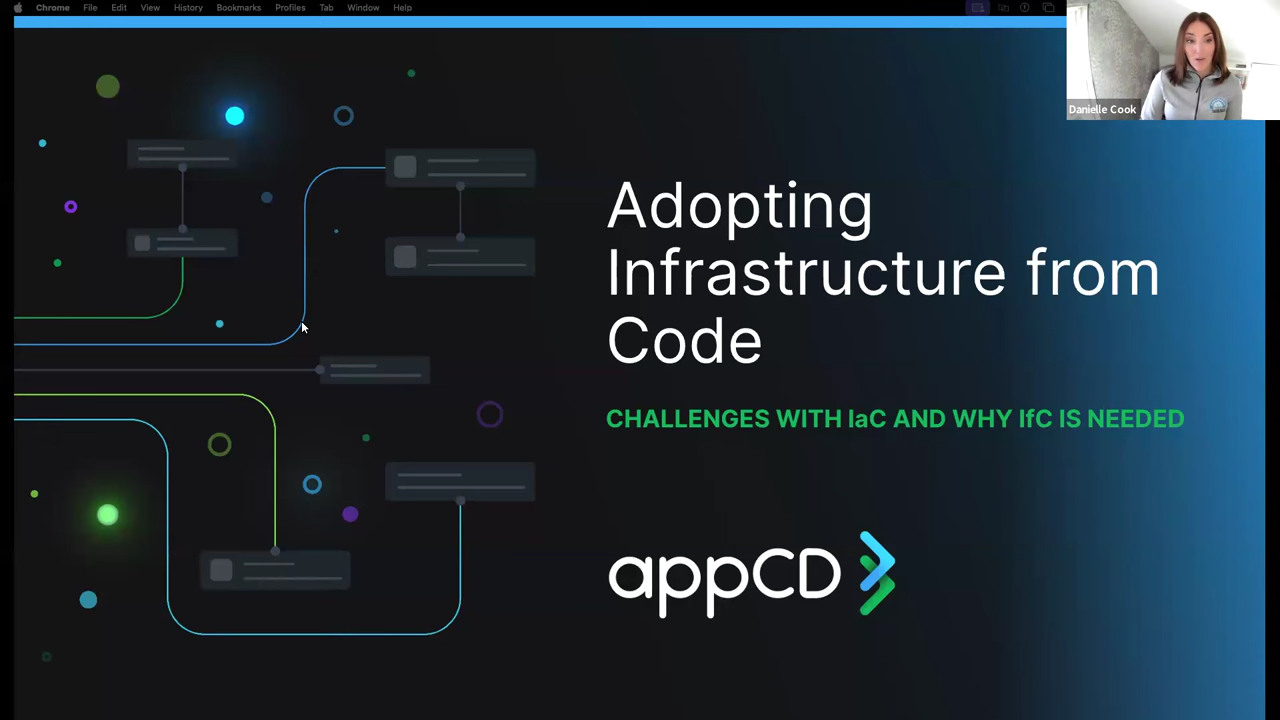 Chrome File Edit View History Bookmarks Profiles Tab Window Help
Danielle Cook
Adopting
Infrastructure from
Code
CHALLENGES WITH IaC AND WHY IfC IS NEEDED
appCD